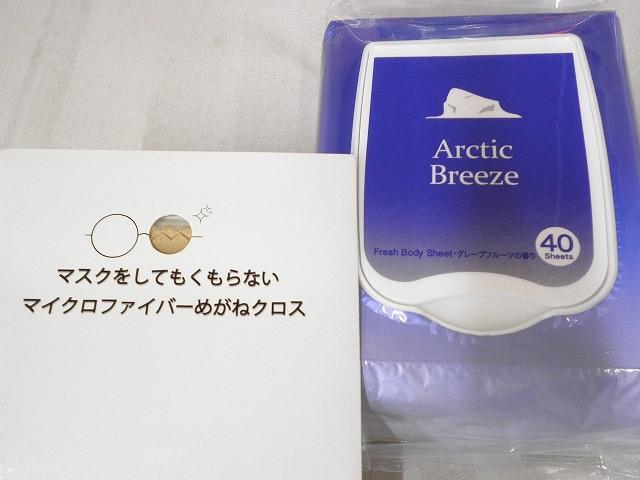 Arctic
Breeze
Fresh Body Sheet・グレープフルーツの香り
40
Sheets
マスクをしてもくもらない
マイクロファイバーめがねクロス